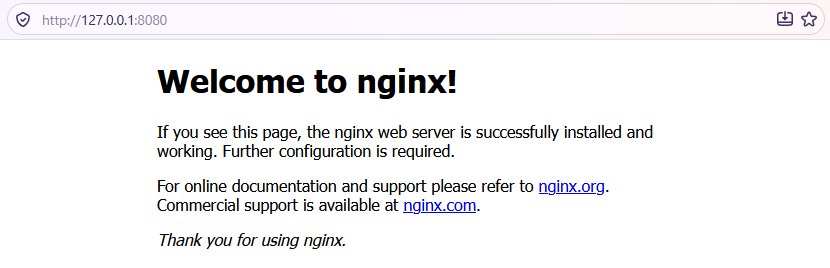 http://127.0.0.1:8080
Welcome to nginx!
If you see this page, the nginx web server is successfully installed and
working. Further configuration is required.
For online documentation and support please refer to nginx.org.
Commercial support is available at nginx.com.
Thank you for using nginx.